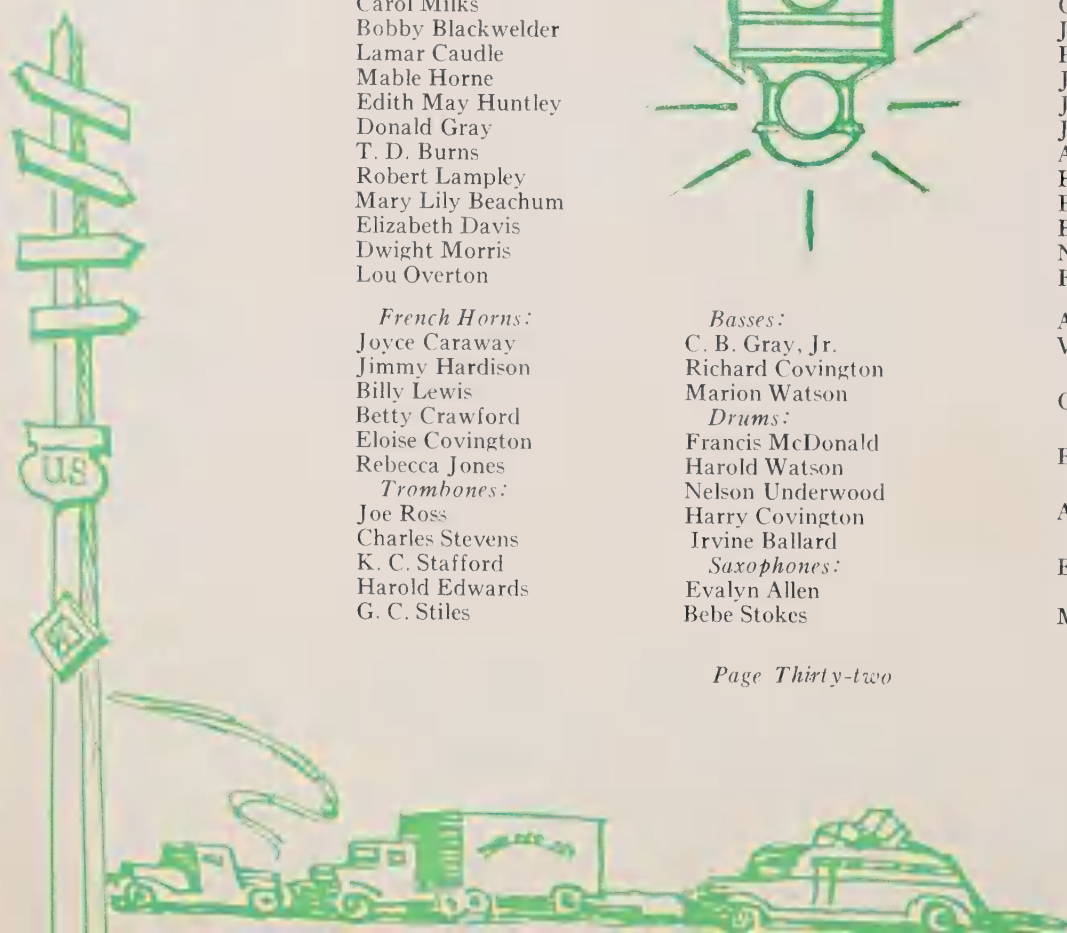 Carol Milks
Bobby Blackwelder
Lamar Caudle
Mable Horne
Edith May Huntley
Donald Gray
T. D. Burns
Robert Lampley
Mary Lily Beachum
Elizabeth Davis
Dwight Morris
Lou Overton
French Horns:
Joyce Caraway
Jimmy Hardison
Billy Lewis
Betty Crawford
Eloise Covington
Rebecca Jones
Trombones:
Joe Ross
Charles Stevens
K. C. Stafford
Harold Edwards
G. C. Stiles
Basses:
C. B. Gray, Jr.
Richard Covington
Marion Watson
Drums:
Francis McDonald
Harold Watson
Nelson Underwood
Harry Covington
Irvine Ballard
Saxophones:
Evalyn Allen
Bebe Stokes
Page Thirty-two
US